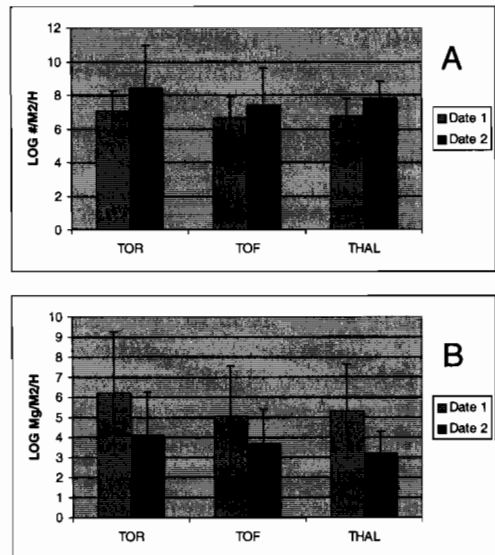 A
LOG #/M2/H
12
10
8
6
4
2
0
TOR TOF THAL
Date 1
Date 2
B
LOG Mg/M2/H
10
9
8
7
6
5
4
3
2
1
0
TOR TOF THAL
Date 1
Date 2